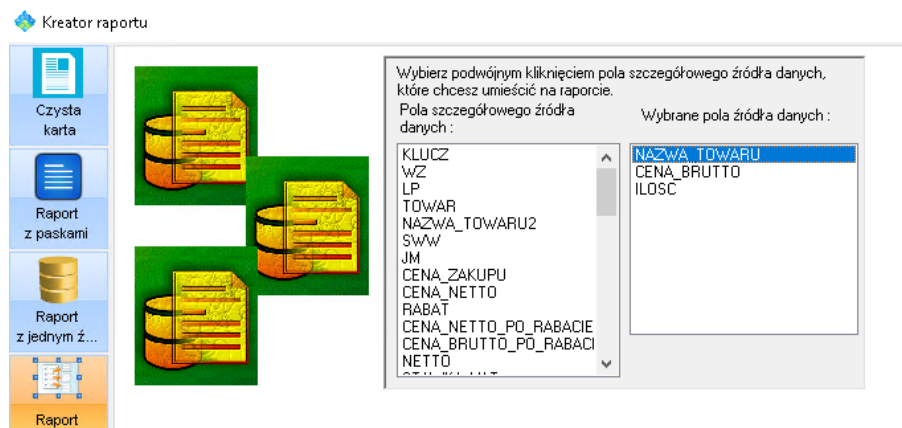 Kreator raportu
Czysta
karta
Raport
z paskami
Raport
z jednym ź...
Raport
Wybierz podwójnym kliknięciem pola szczegółowego źródła danych,
które chcesz umieścić na raporcie.
Pola szczegółowego źródła
danych :
KLUCZ
WZ
LP
TOWAR
NAZWA_TOWARU2
SWW
JM
CENA_ZAKUPU
CENA_NETTO
RABAT
CENA_NETTO_PO_RABACIE
CENA_BRUTTO_PO_RABACI
NETTO
Wybrane pola źródła danych :
NAZWA_TOWARU
CENA_BRUTTO
ILOSC